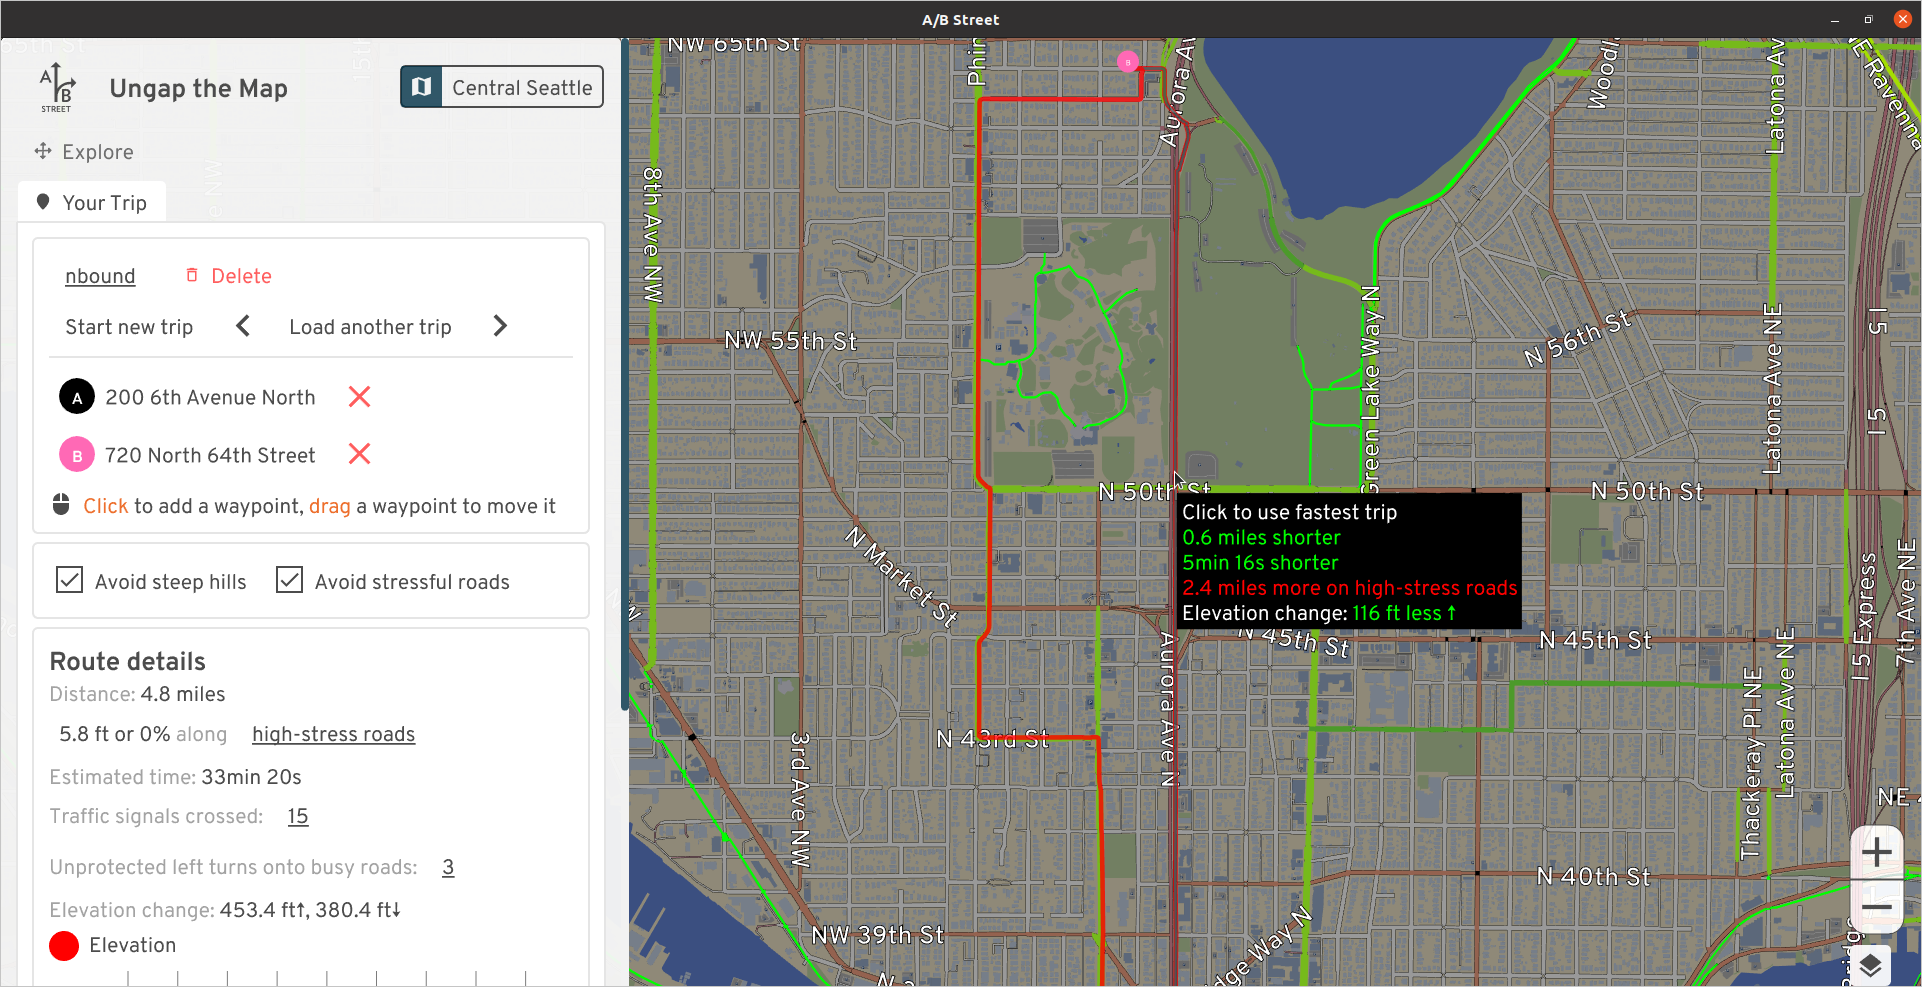 A/B Street
A
B
STREET
Ungap the Map
Central Seattle
Explore
Your Trip
nbound
Delete
Start new trip
Load another trip
A
200 6th Avenue North
B
720 North 64th Street
Click to add a waypoint, drag a waypoint to move it
Avoid steep hills
Avoid stressful roads
Route details
Distance: 4.8 miles
5.8 ft or 0% along high-stress roads
Estimated time: 33min 20s
Traffic signals crossed: 15
Unprotected left turns onto busy roads: 3
Elevation change: 453.4 ft↑, 380.4 ft↓
Elevation
NW 65th St
B
8th Ave NW
NW 55th St
N Market St
3rd Ave NW
N 43rd St
NW 39th St
N 50th St
Click to use fastest trip
0.6 miles shorter
5min 16s shorter
2.4 miles more on high-stress roads
Elevation change: 116 ft less ↑
Aurora Ave N
Green Lake Way N
N 56th St
N 50th St
N 45th St
N 45th St
N 40th St
Latona Ave NE
Latona Ave NE
Thackeray Pl NE
I 5
I 5
I 5 Express
7th Ave NE
NE Ravenna
+
−